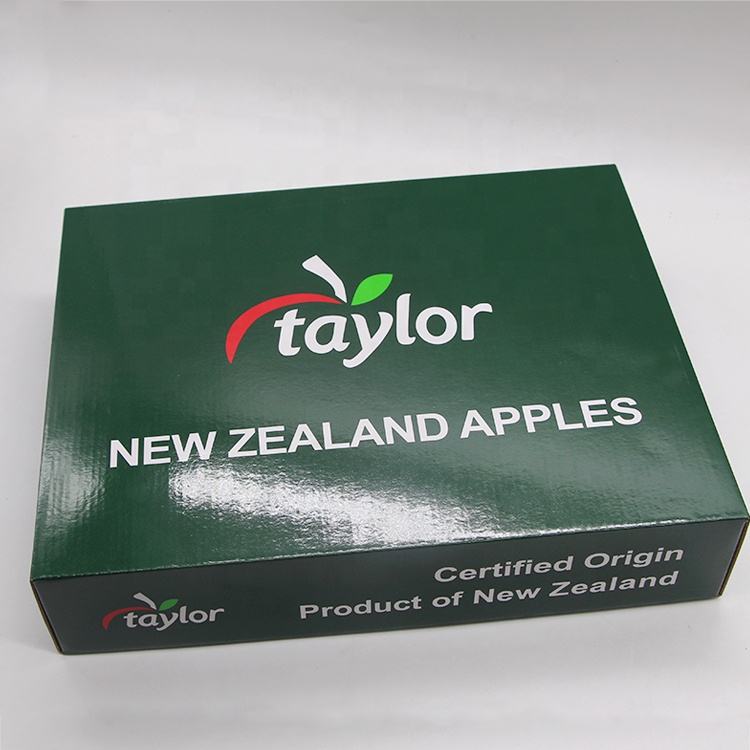 taylor
NEW ZEALAND APPLES
Certified Origin
Product of New Zealand
taylor